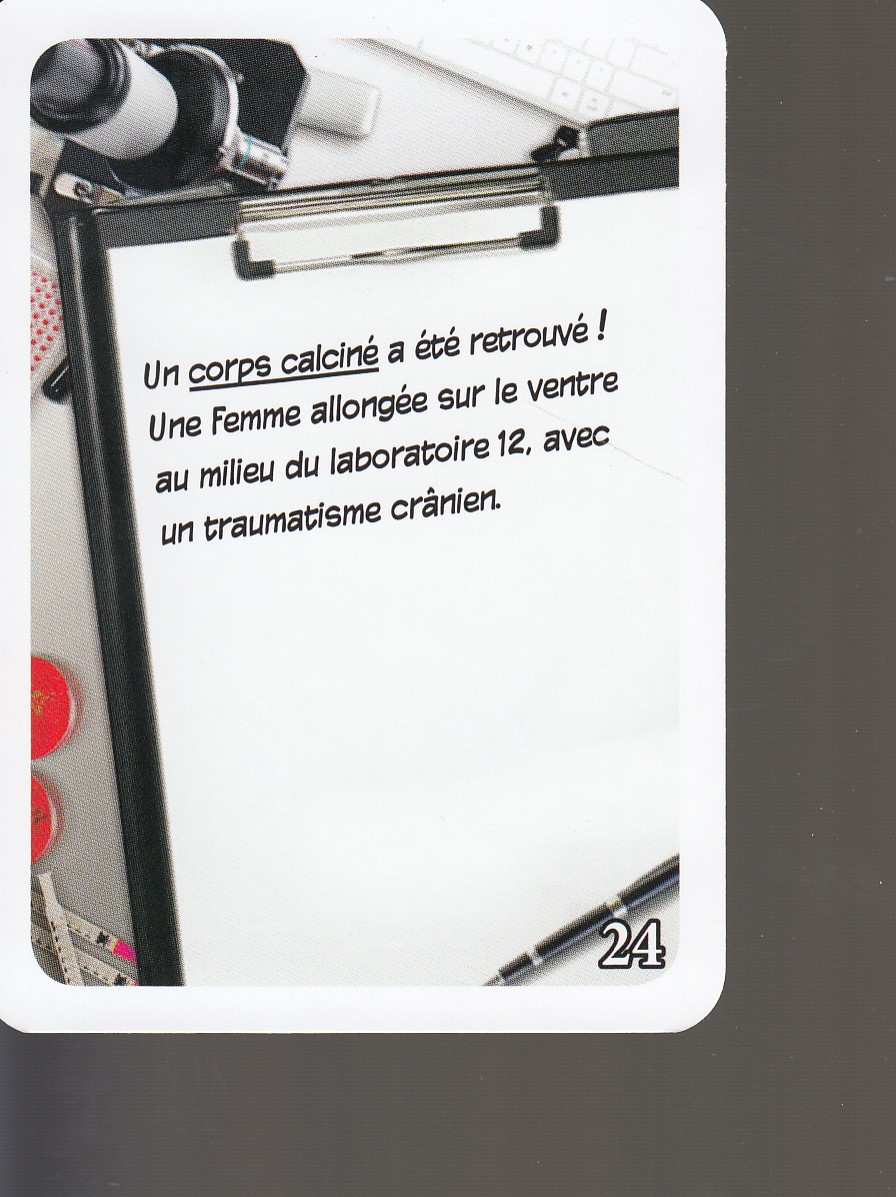 Un corps calciné a été retrouvé !
Une Femme allongée sur le ventre
au milieu du laboratoire 12, avec
un traumatisme crânien.
24